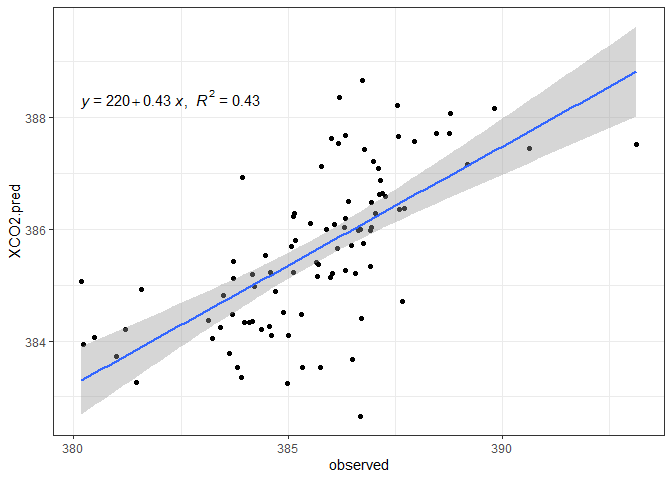 y = 220 + 0.43 x, R² = 0.43
388
386
384
XCO2.pred
380
385
390
observed